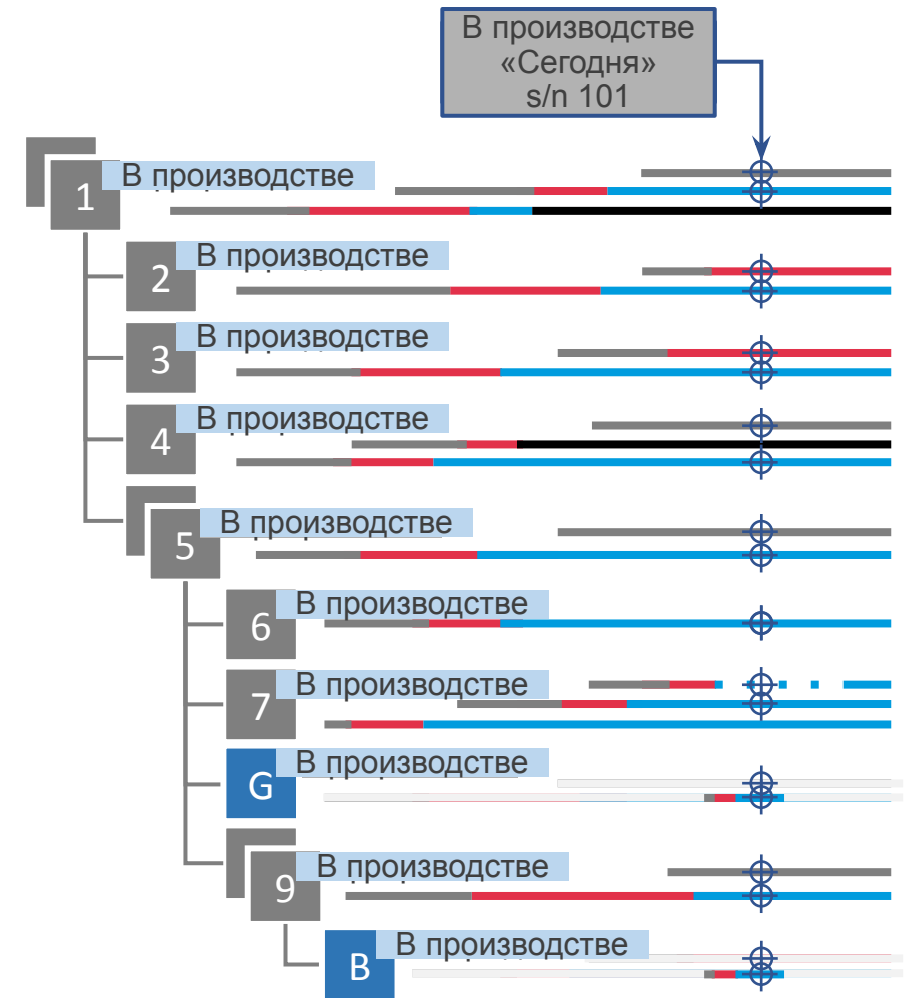 В производстве
«Сегодня»
s/n 101
1 В производстве
2 В производстве
3 В производстве
4 В производстве
5 В производстве
6 В производстве
7 В производстве
G В производстве
9 В производстве
B В производстве